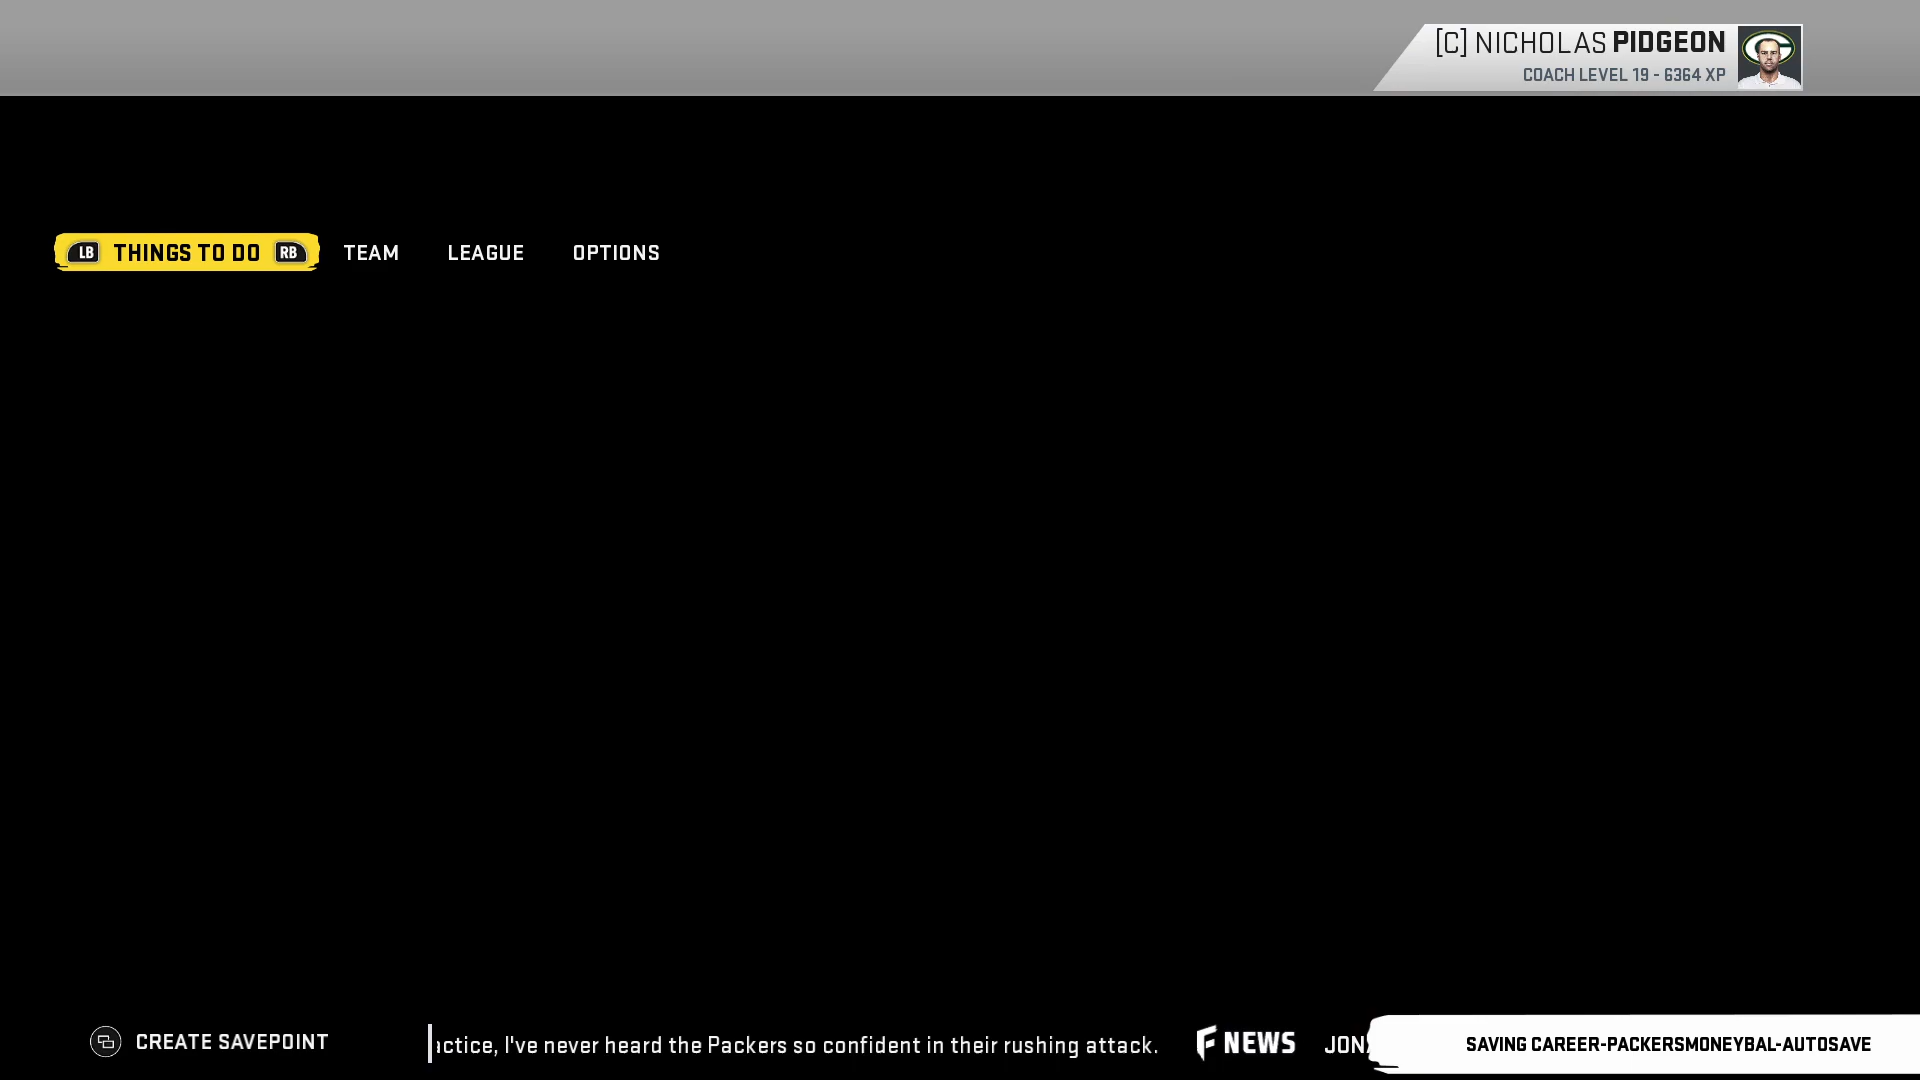 [C] NICHOLAS PIDGEON
COACH LEVEL 19 - 6364 XP
LB THINGS TO DO RB TEAM LEAGUE OPTIONS
CREATE SAVEPOINT
I've never heard the Packers so confident in their rushing attack. NEWS
SAVING CAREER-PACKERSMONEYBAL-AUTOSAVE